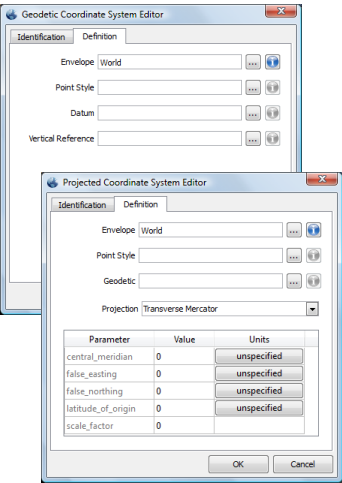 Geodetic Coordinate System Editor
Identification Definition
Envelope World ...
Point Style ...
Datum ...
Vertical Reference ...
Projected Coordinate System Editor
Identification Definition
Envelope World ...
Point Style ...
Geodetic ...
Projection Transverse Mercator
Parameter Value Units
central_meridian 0 unspecified
false_easting 0 unspecified
false_northing 0 unspecified
latitude_of_origin 0 unspecified
scale_factor 0
OK Cancel